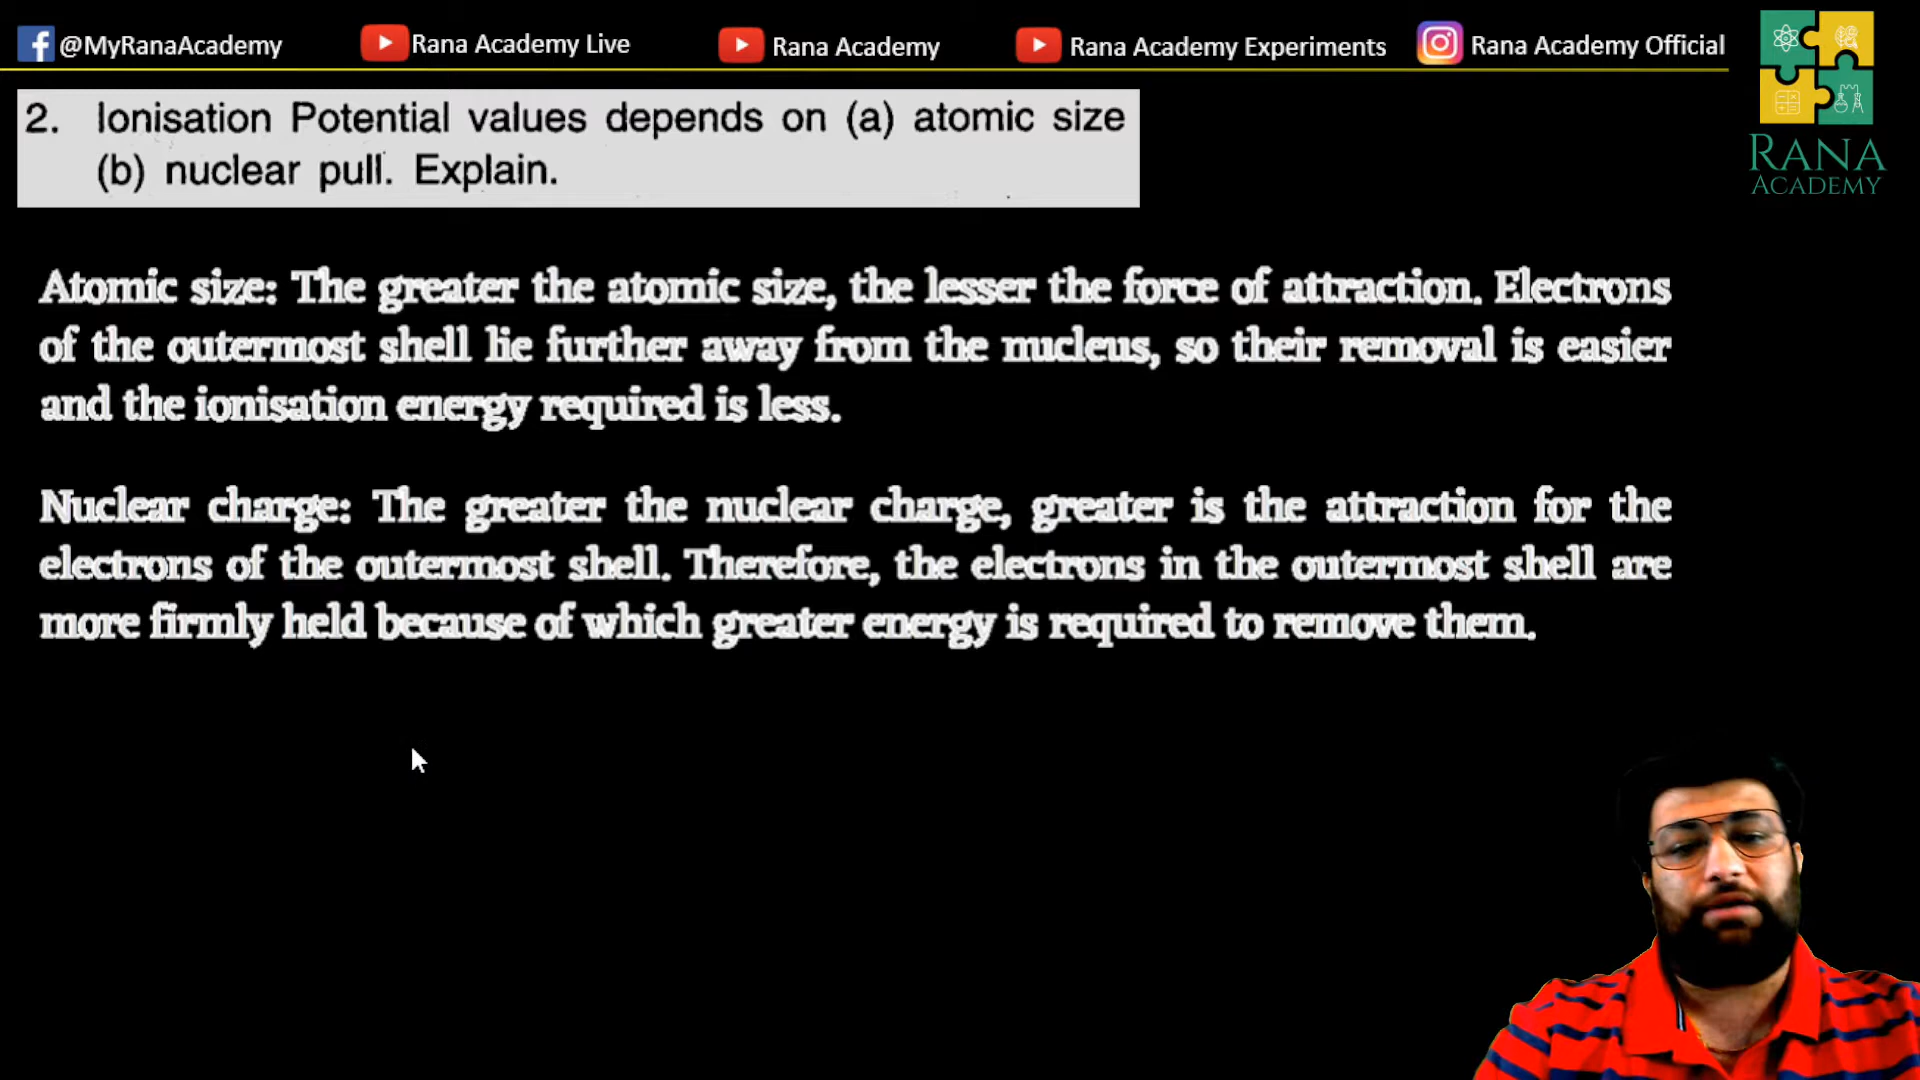 @MyRanaAcademy
Rana Academy Live
Rana Academy
Rana Academy Experiments
Rana Academy Official
RANA
ACADEMY
2. Ionisation Potential values depends on (a) atomic size
(b) nuclear pull. Explain.
Atomic size: The greater the atomic size, the lesser the force of attraction. Electrons
of the outermost shell lie further away from the nucleus, so their removal is easier
and the ionisation energy required is less.
Nuclear charge: The greater the nuclear charge, greater is the attraction for the
electrons of the outermost shell. Therefore, the electrons in the outermost shell are
more firmly held because of which greater energy is required to remove them.